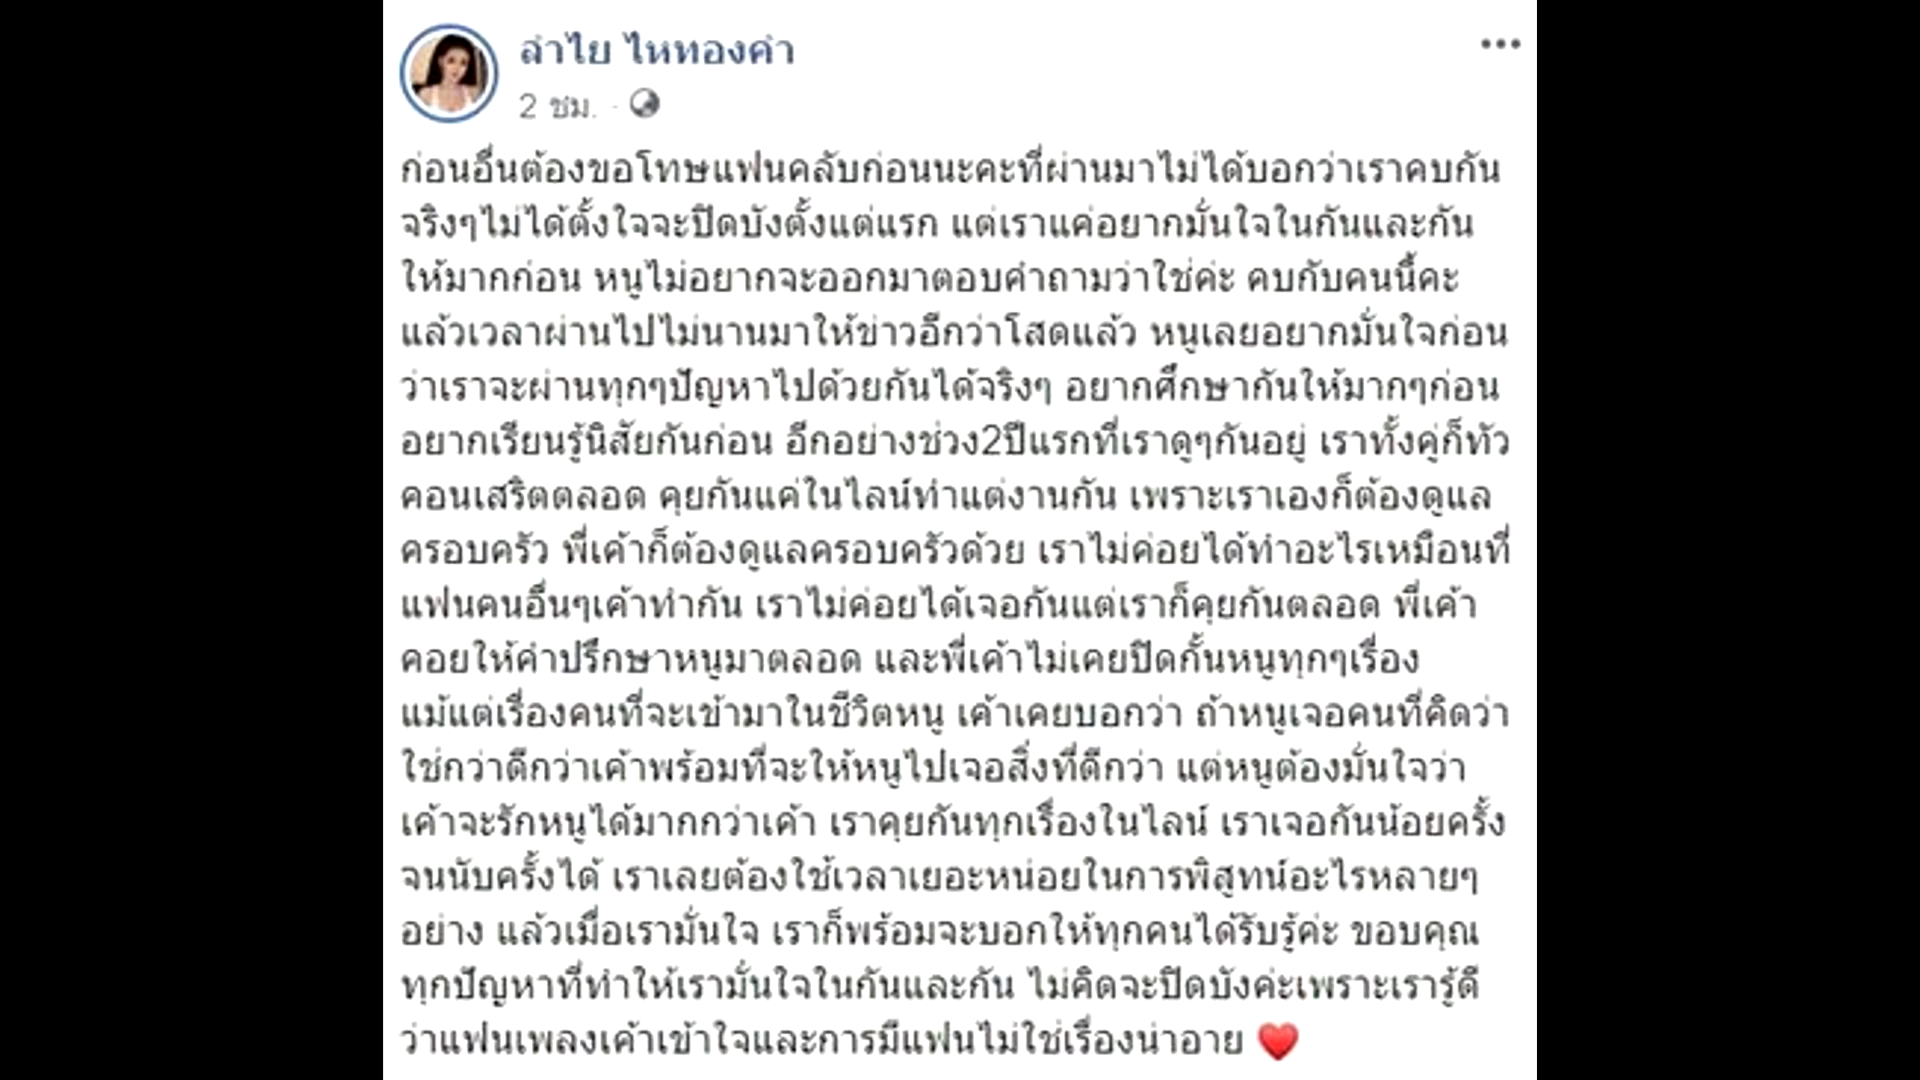 ลำไย ไหทองคำ
2 ชม. ·
ก่อนอื่นต้องขอโทษแฟนคลับก่อนนะคะที่ผ่านมาไม่ได้บอกว่าเราคบกัน
จริงๆไม่ได้ตั้งใจจะปิดบังตั้งแต่แรก แต่เราแค่อยากมั่นใจในกันและกัน
ให้มากก่อน หนูไม่อยากจะออกมาตอบคำถามว่าใช่ค่ะ คบกับคนนี้คะ
แล้วเวลาผ่านไปไม่นานมาให้ข่าวอีกว่าโสดแล้ว หนูเลยอยากมั่นใจก่อน
ว่าเราจะผ่านทุกๆปัญหาไปด้วยกันได้จริงๆ อยากศึกษากันให้มากๆก่อน
อยากเรียนรู้นิสัยกันก่อน อีกอย่างช่วง2ปีแรกที่เราดูๆกันอยู่ เราทั้งคู่ก็ทัว
คอนเสริตตลอด คุยกันแค่ในไลน์ทำแต่งานกัน เพราะเราเองก็ต้องดูแล
ครอบครัว พี่เค้าก็ต้องดูแลครอบครัวด้วย เราไม่ค่อยได้ทำอะไรเหมือนที่
แฟนคนอื่นๆเค้าทำกัน เราไม่ค่อยได้เจอกันแต่เราก็คุยกันตลอด พี่เค้า
คอยให้คำปรึกษาหนูมาตลอด และพี่เค้าไม่เคยปิดกั้นหนูทุกๆเรื่อง
แม้แต่เรื่องคนที่จะเข้ามาในชีวิตหนู เค้าเคยบอกว่า ถ้าหนูเจอคนที่คิดว่า
ใช่กว่าดีกว่าเค้าพร้อมที่จะให้หนูไปเจอสิ่งที่ดีกว่า แต่หนูต้องมั่นใจว่า
เค้าจะรักหนูได้มากกว่าเค้า เราคุยกันทุกเรื่องในไลน์ เราเจอกันน้อยครั้ง
จนนับครั้งได้ เราเลยต้องใช้เวลาเยอะหน่อยในการพิสูทน์อะไรหลายๆ
อย่าง แล้วเมื่อเรามั่นใจ เราก็พร้อมจะบอกให้ทุกคนได้รับรู้ค่ะ ขอบคุณ
ทุกปัญหาที่ทำให้เรามั่นใจในกันและกัน ไม่คิดจะปิดบังค่ะเพราะเรารู้ดี
ว่าแฟนเพลงเค้าเข้าใจและการมีแฟนไม่ใช่เรื่องน่าอาย ❤️